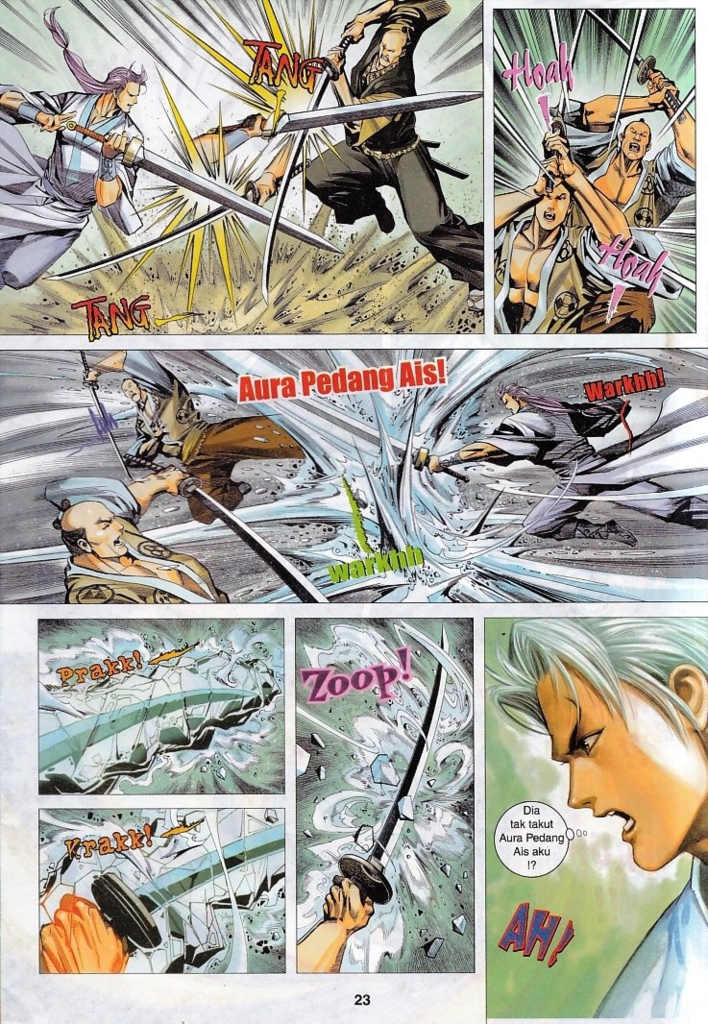 TANG
TANG
Hoah
!
Hoah
!
Aura Pedang Ais!
Warkhh!
warkhh
Prakk!
Zoop!
Krakk!
Dia
tak takut
Aura Pedang
Ais aku
!?
AH!
23